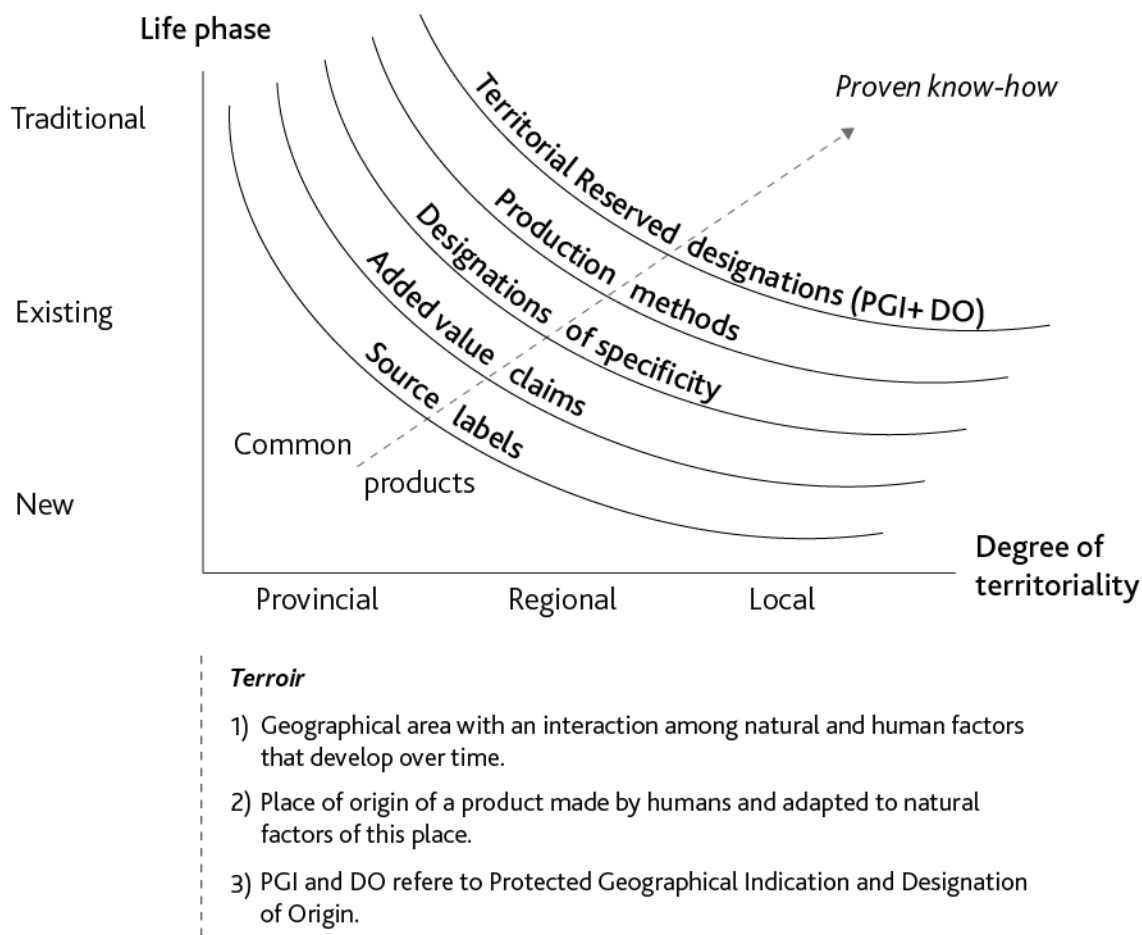 Life phase
Traditional
Existing
New
Proven know-how
Territorial Reserved designations (PGI+ DO)
Production methods
Designations of specificity
Added value claims
Source labels
Common
products
Provincial
Regional
Local
Degree of
territoriality
Terroir
1) Geographical area with an interaction among natural and human factors
that develop over time.
2) Place of origin of a product made by humans and adapted to natural
factors of this place.
3) PGI and DO refere to Protected Geographical Indication and Designation
of Origin.